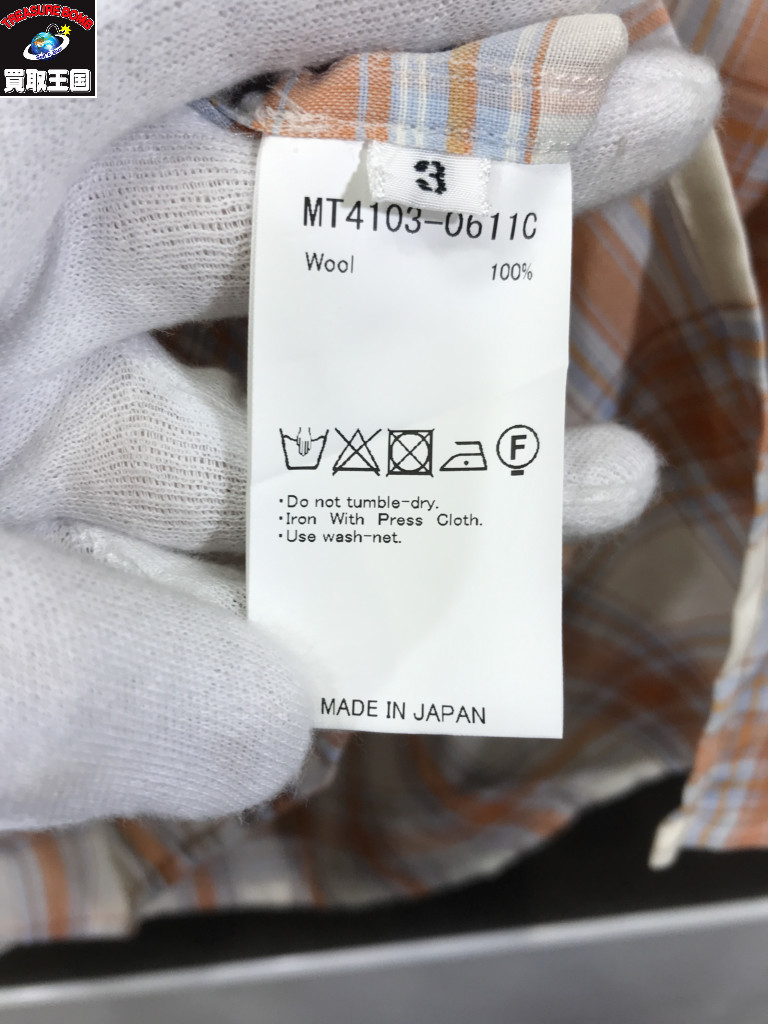 TREASURE BOMB
買取王国
3
MT4103-0611C
Wool 100%
F
・Do not tumble-dry.
・Iron With Press Cloth.
・Use wash-net.
MADE IN JAPAN